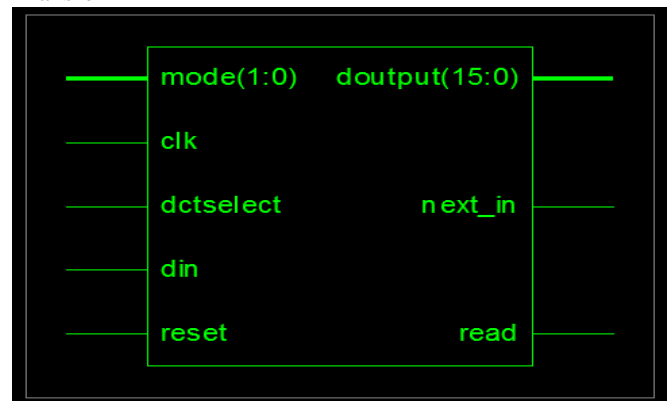 mode(1:0) doutput(15:0)
clk
dctselect next_in
din
reset read